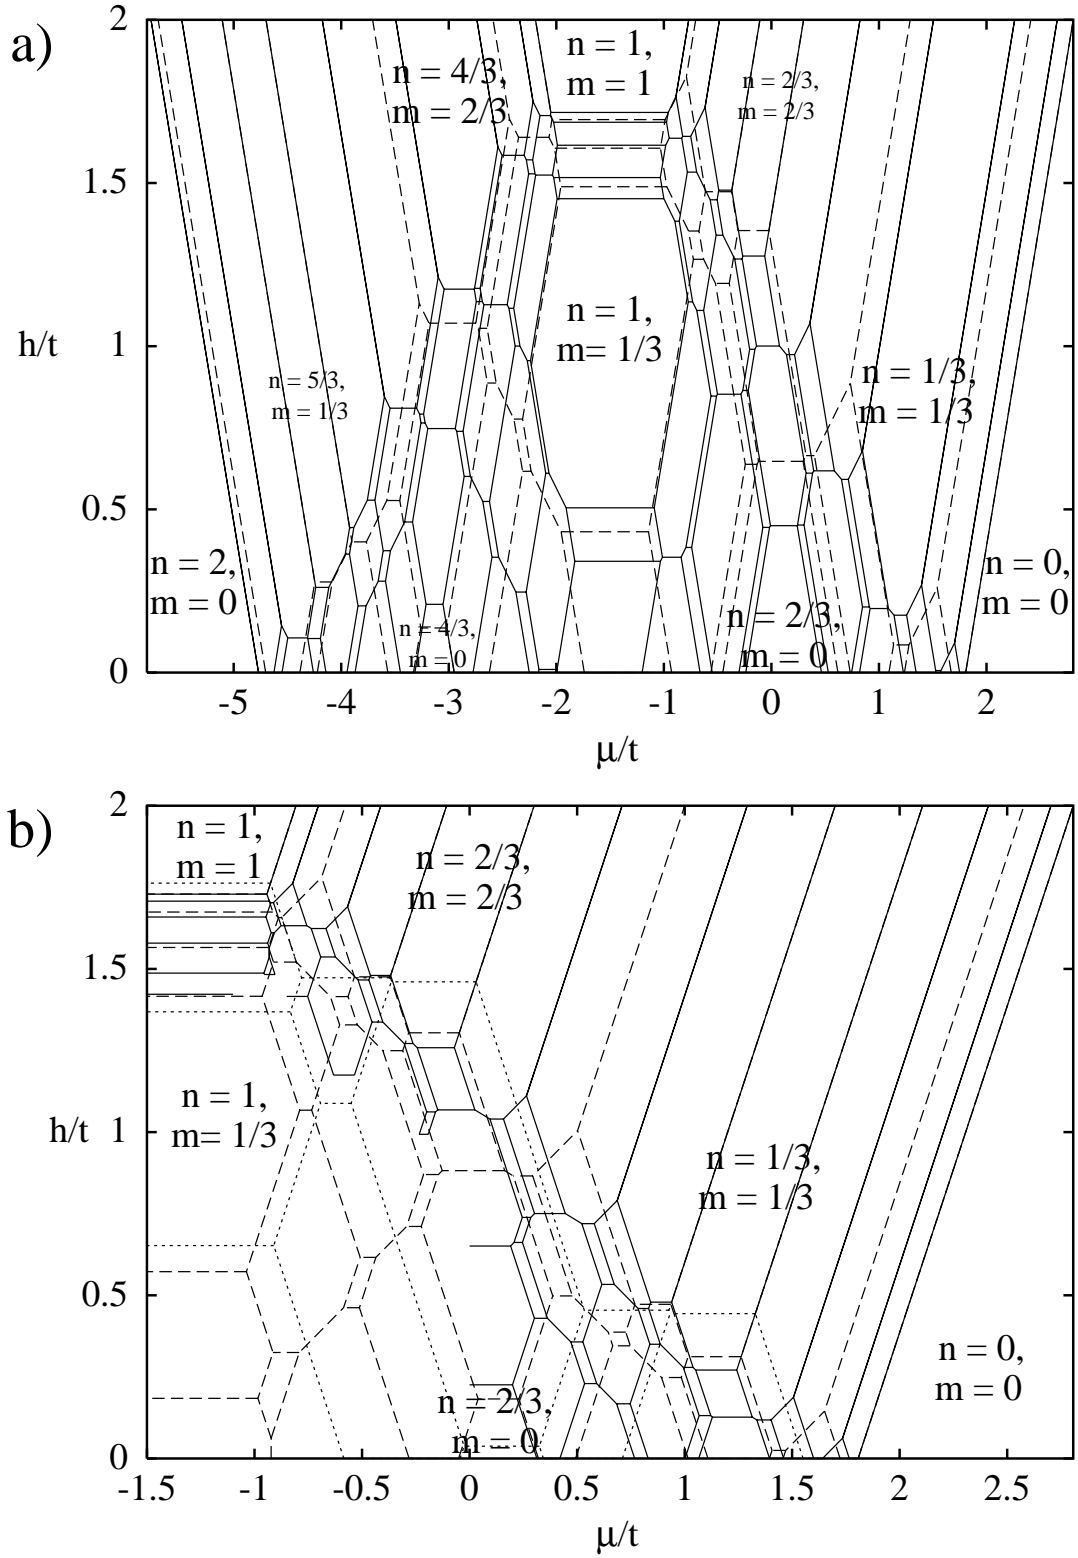 a)
2
1.5
1
0.5
0
h/t
n = 4/3,
m = 2/3
n = 1,
m = 1
n = 2/3,
m = 2/3
n = 1,
m= 1/3
n = 5/3,
m = 1/3
n = 1/3,
m = 1/3
n = 2,
m = 0
n = 4/3,
m = 0
n = 2/3,
m = 0
n = 0,
m = 0
-5 -4 -3 -2 -1 0 1 2
μ/t
b)
2
1.5
1
0.5
0
h/t
n = 1,
m = 1
n = 2/3,
m = 2/3
n = 1,
m= 1/3
n = 1/3,
m = 1/3
n = 2/3,
m = 0
n = 0,
m = 0
-1.5 -1 -0.5 0 0.5 1 1.5 2 2.5
μ/t